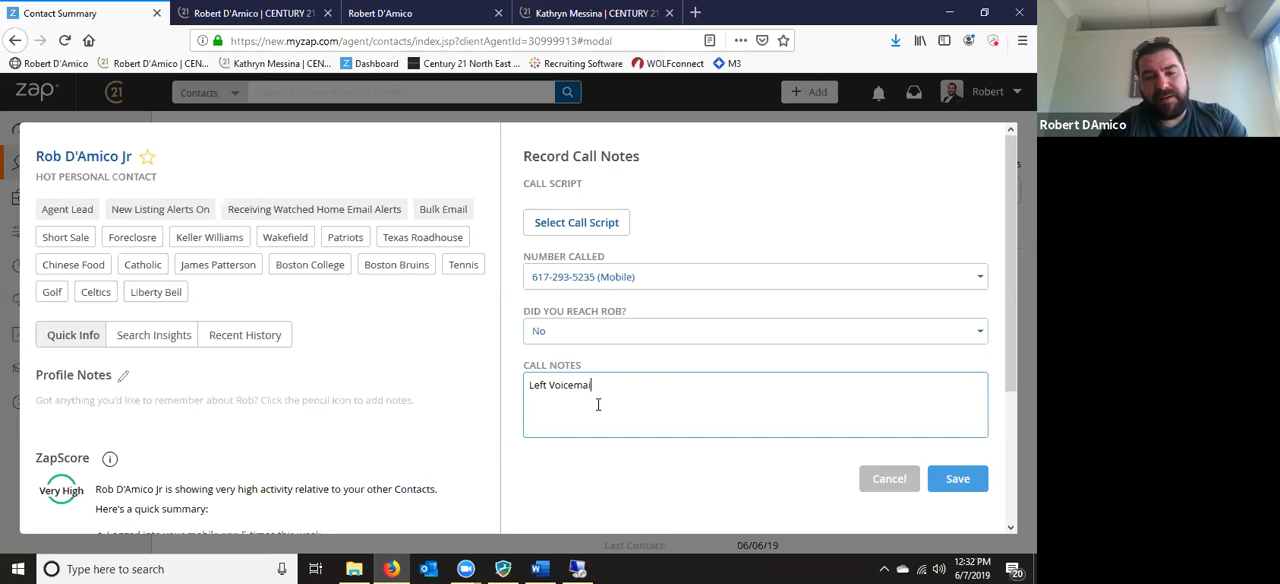 Contact Summary
Robert D'Amico | CENTURY 21
Robert D'Amico
Kathryn Messina | CENTURY 21
https://new.myzap.com/agent/contacts/index.jsp?clientAgentId=30999913#modal
Robert D'Amico
Robert D'Amico | CEN...
Kathryn Messina | CEN...
Dashboard
Century 21 North East ...
Recruiting Software
WOLFconnect
M3
zap
21
Contacts
+ Add
Robert
Robert DAmico
Rob D'Amico Jr
HOT PERSONAL CONTACT
Agent Lead
New Listing Alerts On
Receiving Watched Home Email Alerts
Bulk Email
Short Sale
Foreclosre
Keller Williams
Wakefield
Patriots
Texas Roadhouse
Chinese Food
Catholic
James Patterson
Boston College
Boston Bruins
Tennis
Golf
Celtics
Liberty Bell
Quick Info
Search Insights
Recent History
Profile Notes
Got anything you'd like to remember about Rob? Click the pencil icon to add notes.
ZapScore
Very High
Rob D'Amico Jr is showing very high activity relative to your other Contacts.
Here's a quick summary:
Record Call Notes
CALL SCRIPT
Select Call Script
NUMBER CALLED
617-293-5235 (Mobile)
DID YOU REACH ROB?
No
CALL NOTES
Left Voicemai
Cancel
Save
Last Contact:
06/06/19
Type here to search
12:32 PM
6/7/2019
20